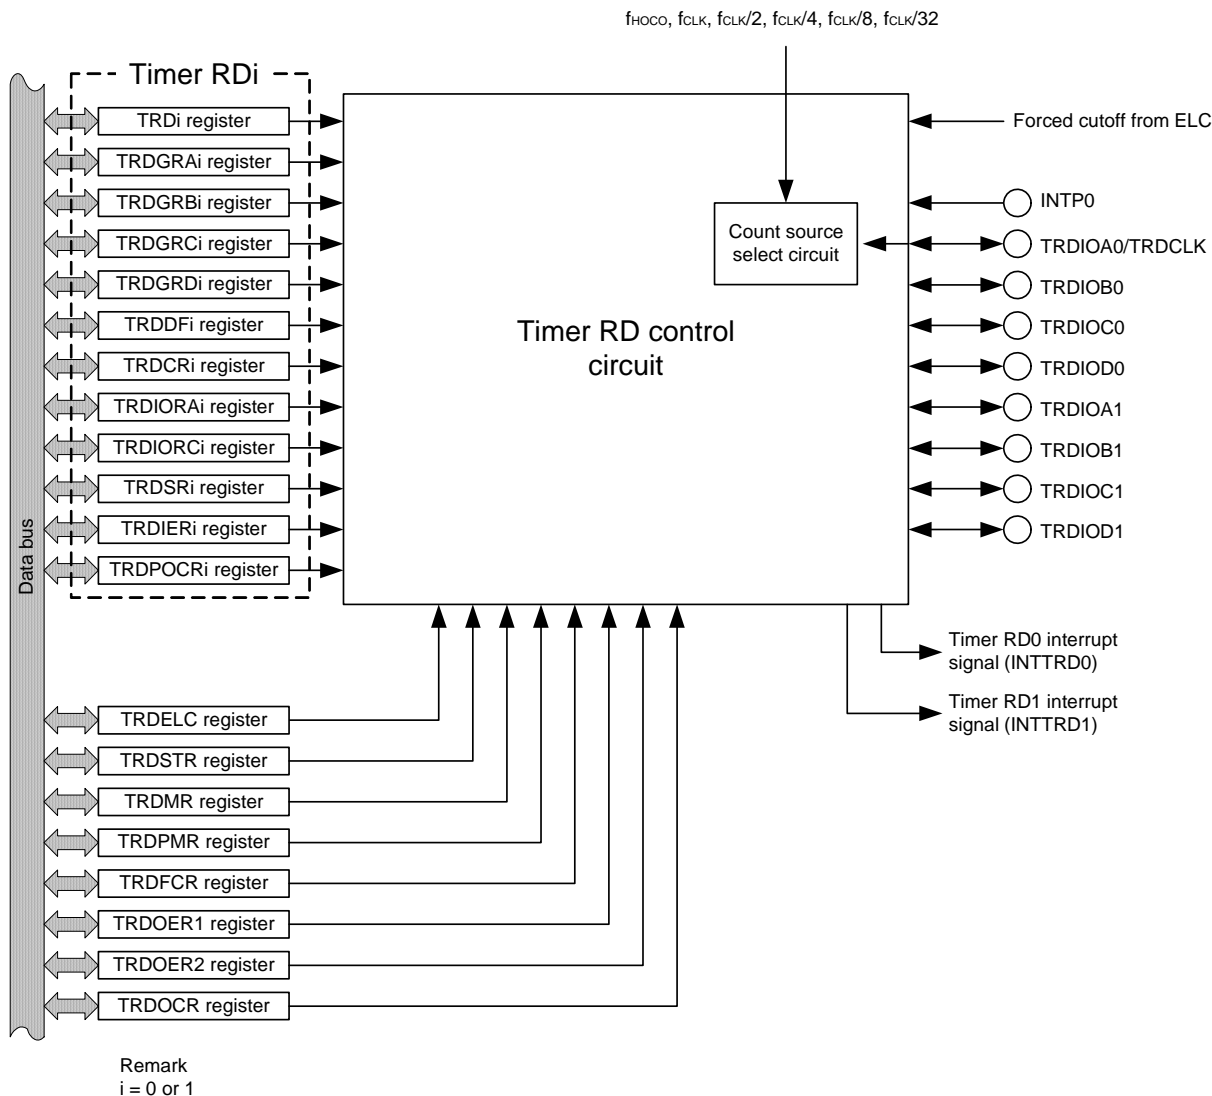 fHOCO, fCLK, fCLK/2, fCLK/4, fCLK/8, fCLK/32
Timer RDi
TRDi register
TRDGRAi register
TRDGRBi register
TRDGRCi register
TRDGRDi register
TRDDFi register
TRDCRi register
TRDIORAi register
TRDIORCi register
TRDSRi register
TRDIERi register
TRDPOCRi register
Data bus
Count source
select circuit
Timer RD control
circuit
Forced cutoff from ELC
INTP0
TRDIOA0/TRDCLK
TRDIOB0
TRDIOC0
TRDIOD0
TRDIOA1
TRDIOB1
TRDIOC1
TRDIOD1
Timer RD0 interrupt
signal (INTTRD0)
Timer RD1 interrupt
signal (INTTRD1)
TRDELC register
TRDSTR register
TRDMR register
TRDPMR register
TRDFCR register
TRDOER1 register
TRDOER2 register
TRDOCR register
Remark
i = 0 or 1